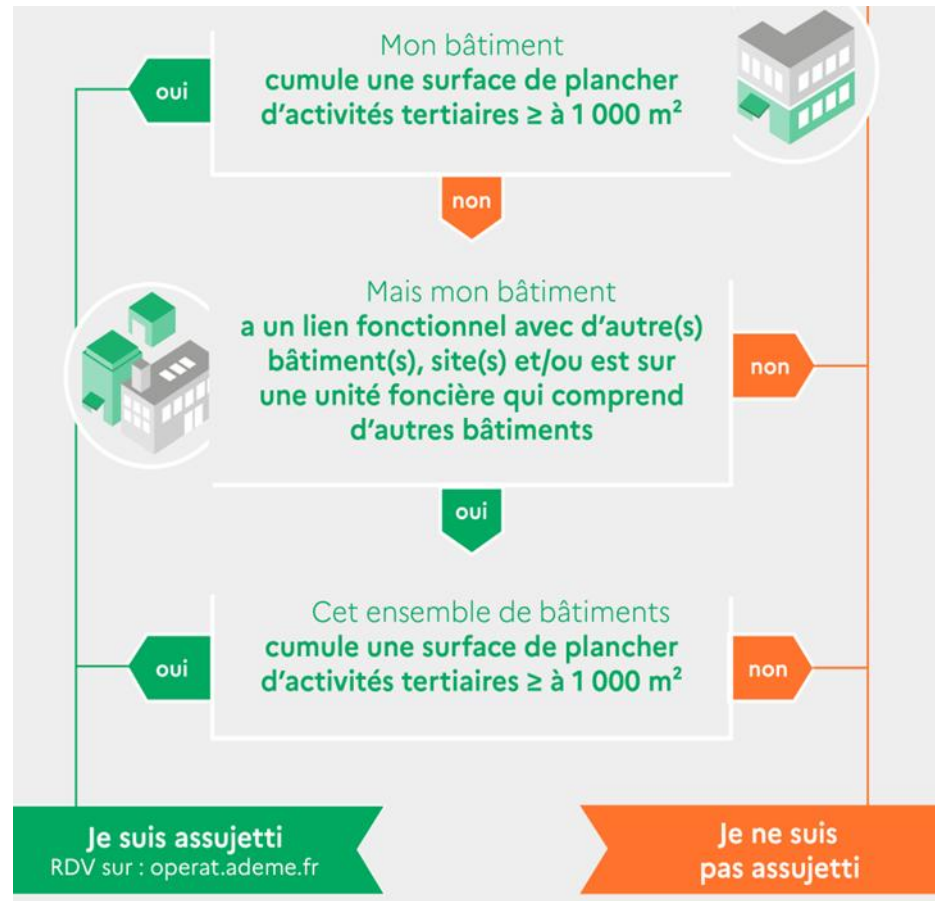 Mon bâtiment
cumule une surface de plancher
d'activités tertiaires ≥ à 1 000 m²
oui
non
Mais mon bâtiment
a un lien fonctionnel avec d'autre(s)
bâtiment(s), site(s) et/ou est sur
une unité foncière qui comprend
d'autres bâtiments
non
oui
Cet ensemble de bâtiments
cumule une surface de plancher
d'activités tertiaires ≥ à 1 000 m²
oui
non
Je suis assujetti
RDV sur : operat.ademe.fr
Je ne suis
pas assujetti